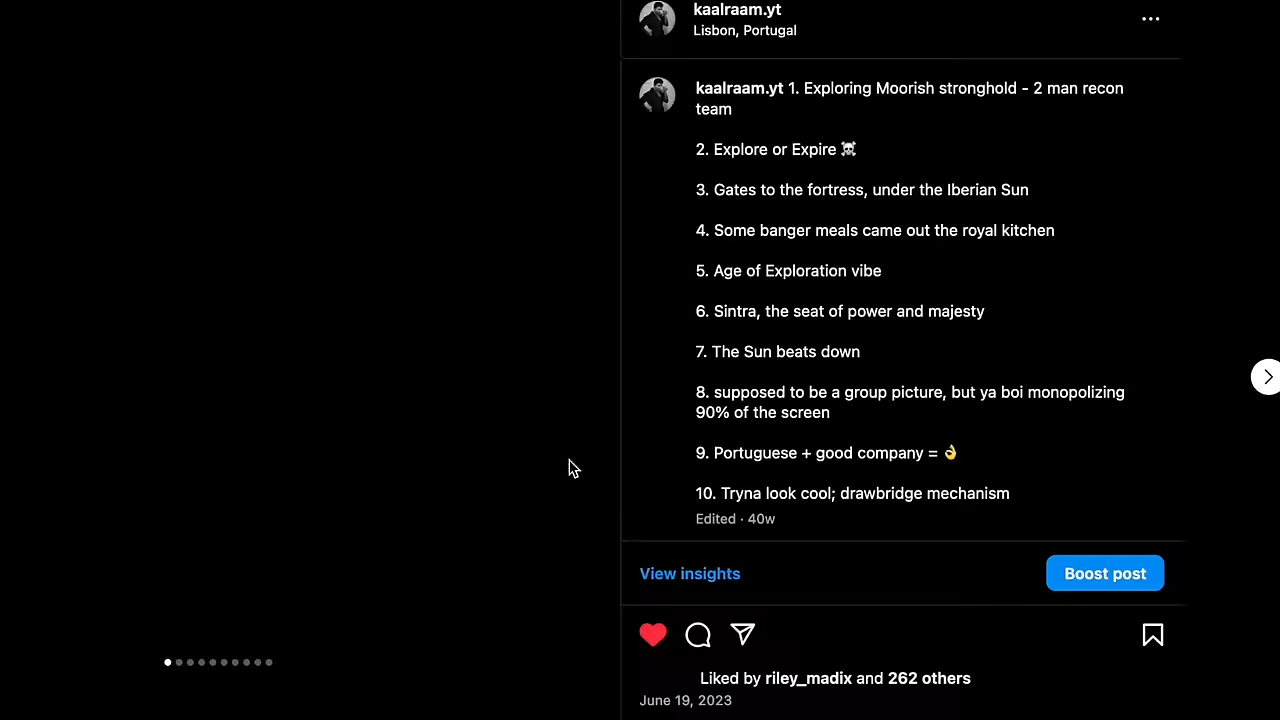 kaalraam.yt
Lisbon, Portugal
kaalraam.yt 1. Exploring Moorish stronghold - 2 man recon
team
2. Explore or Expire ☠️
3. Gates to the fortress, under the Iberian Sun
4. Some banger meals came out the royal kitchen
5. Age of Exploration vibe
6. Sintra, the seat of power and majesty
7. The Sun beats down
8. supposed to be a group picture, but ya boi monopolizing
90% of the screen
9. Portuguese + good company = 👌
10. Tryna look cool; drawbridge mechanism
Edited · 40w
View insights
Boost post
Liked by riley_madix and 262 others
June 19, 2023